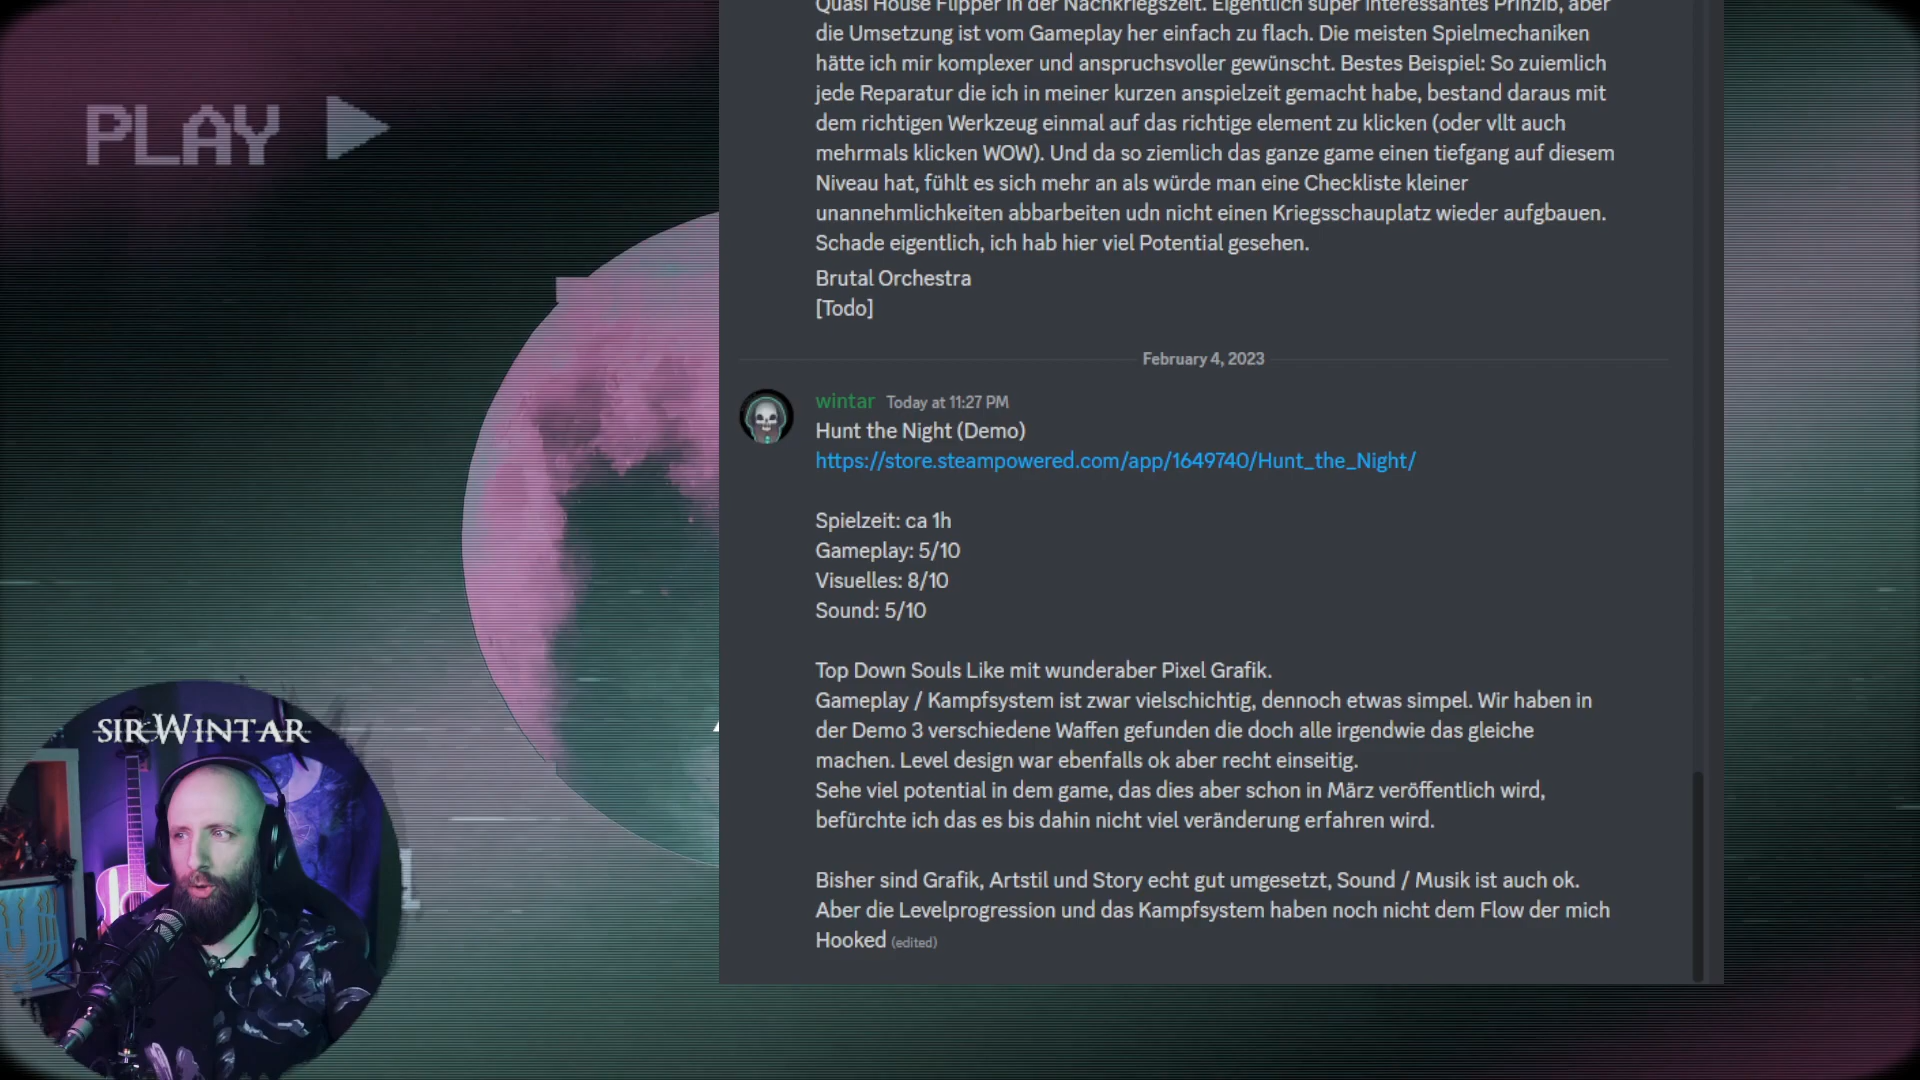 Quasi House Flipper in der Nachkriegszeit. Eigentlich super interessantes Prinzib, aber
die Umsetzung ist vom Gameplay her einfach zu flach. Die meisten Spielmechaniken
hätte ich mir komplexer und anspruchsvoller gewünscht. Bestes Beispiel: So zuiemlich
jede Reparatur die ich in meiner kurzen anspielzeit gemacht habe, bestand daraus mit
dem richtigen Werkzeug einmal auf das richtige element zu klicken (oder vllt auch
mehrmals klicken WOW). Und da so ziemlich das ganze game einen tiefgang auf diesem
Niveau hat, fühlt es sich mehr an als würde man eine Checkliste kleiner
unannehmlichkeiten abbarbeiten udn nicht einen Kriegsschauplatz wieder aufgbauen.
Schade eigentlich, ich hab hier viel Potential gesehen.
Brutal Orchestra
[Todo]
February 4, 2023
wintar Today at 11:27 PM
Hunt the Night (Demo)
https://store.steampowered.com/app/1649740/Hunt_the_Night/
Spielzeit: ca 1h
Gameplay: 5/10
Visuelles: 8/10
Sound: 5/10
Top Down Souls Like mit wunderaber Pixel Grafik.
Gameplay / Kampfsystem ist zwar vielschichtig, dennoch etwas simpel. Wir haben in
der Demo 3 verschiedene Waffen gefunden die doch alle irgendwie das gleiche
machen. Level design war ebenfalls ok aber recht einseitig.
Sehe viel potential in dem game, das dies aber schon in März veröffentlich wird,
befürchte ich das es bis dahin nicht viel veränderung erfahren wird.
Bisher sind Grafik, Artstil und Story echt gut umgesetzt, Sound / Musik ist auch ok.
Aber die Levelprogression und das Kampfsystem haben noch nicht dem Flow der mich
Hooked (edited)
PLAY
SIR WINTAR